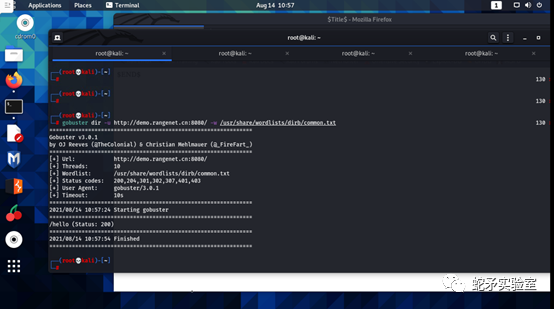 Applications Places Terminal Aug 14 10:57 1
$Title$ - Mozilla Firefox
cdrom0
root@kali: ~
root@kali: ~ × root@kali: ~ × root@kali: ~ × root@kali: ~ ×
┌──(root💀kali)-[~]
└─# 130
┌──(root💀kali)-[~]
└─# 130
┌──(root💀kali)-[~]
└─# gobuster dir -u http://demo.rangenet.cn:8080/ -w /usr/share/wordlists/dirb/common.txt 130
===============================================================
Gobuster v3.0.1
by OJ Reeves (@TheColonial) & Christian Mehlmauer (@_FireFart_)
===============================================================
[+] Url: http://demo.rangenet.cn:8080/
[+] Threads: 10
[+] Wordlist: /usr/share/wordlists/dirb/common.txt
[+] Status codes: 200,204,301,302,307,401,403
[+] User Agent: gobuster/3.0.1
[+] Timeout: 10s
===============================================================
2021/08/14 10:57:24 Starting gobuster
===============================================================
/hello (Status: 200)
===============================================================
2021/08/14 10:57:54 Finished
===============================================================
┌──(root💀kali)-[~]
└─#
蛇矛实验室